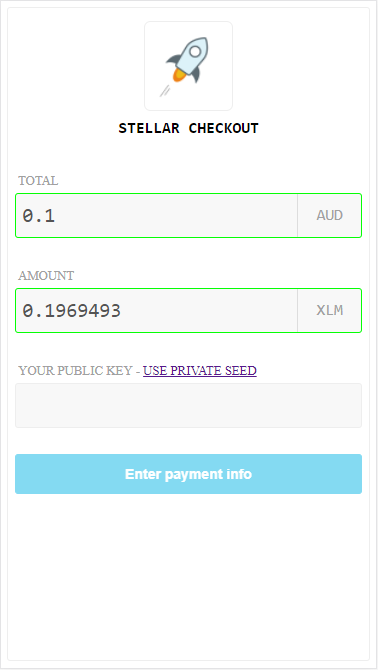 STELLAR CHECKOUT
TOTAL
0.1 AUD
AMOUNT
0.1969493 XLM
YOUR PUBLIC KEY - USE PRIVATE SEED
Enter payment info